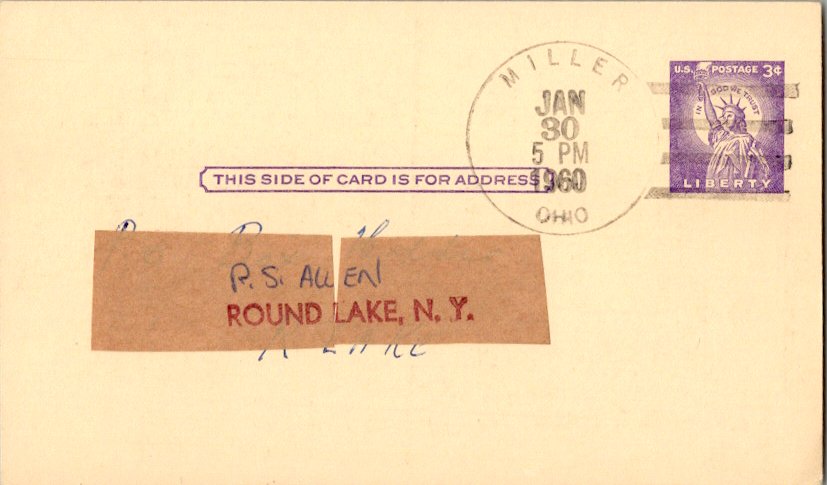 MILLER
JAN
30
5 PM
1960
OHIO
U.S. POSTAGE 3¢
IN GOD WE TRUST
LIBERTY
THIS SIDE OF CARD IS FOR ADDRESS
P.S. ALLEN
ROUND LAKE, N.Y.